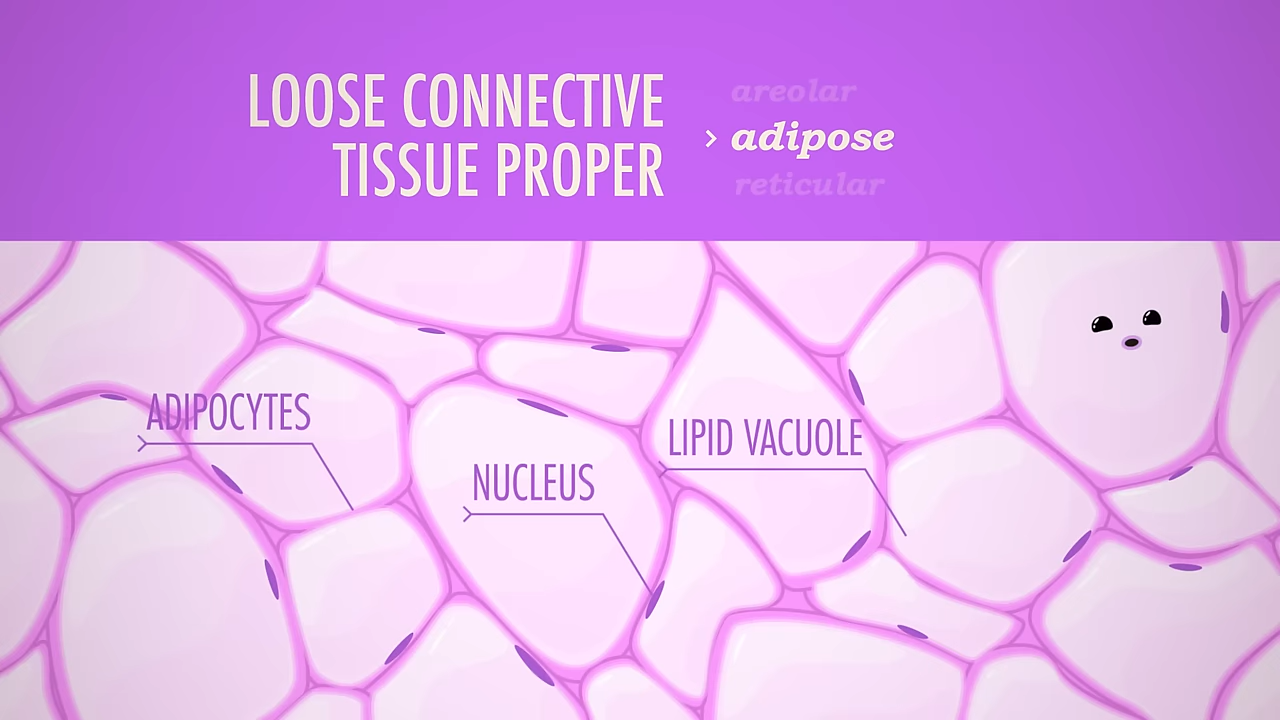 LOOSE CONNECTIVE
TISSUE PROPER
areolar
› adipose
reticular
ADIPOCYTES
NUCLEUS
LIPID VACUOLE